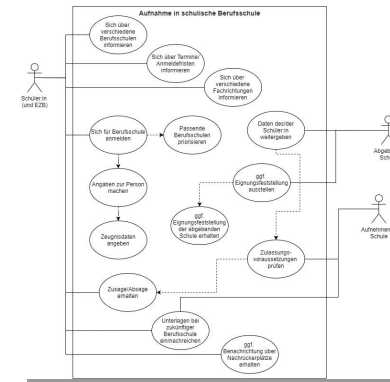 Aufnahme in schulische Berufsschule
Sich über
verschiedene
Berufsschulen
informieren
Sich über Termine/
Anmeldefristen
informieren
Sich über
verschiedene
Fachrichtungen
informieren
Schüler:in
(und EZB)
Sich für Berufsschule
anmelden
Passende
Berufsschulen
priorisieren
Daten des/der
Schüler:in
weitergeben
Abgeb
Sch
Angaben zur Person
machen
ggf.
Eignungsfeststellung
ausstellen
Zeugnisdaten
angeben
ggf.
Eignungsfeststellung
der abgebenden
Schule erhalten
Aufnehmen
Schule
Zulassungs-
voraussetzungen
prüfen
Zusage/Absage
erhalten
Unterlagen bei
zukünftiger
Berufsschule
einmachreichen
ggf.
Benachrichtung über
Nachrückerplätze
erhalten